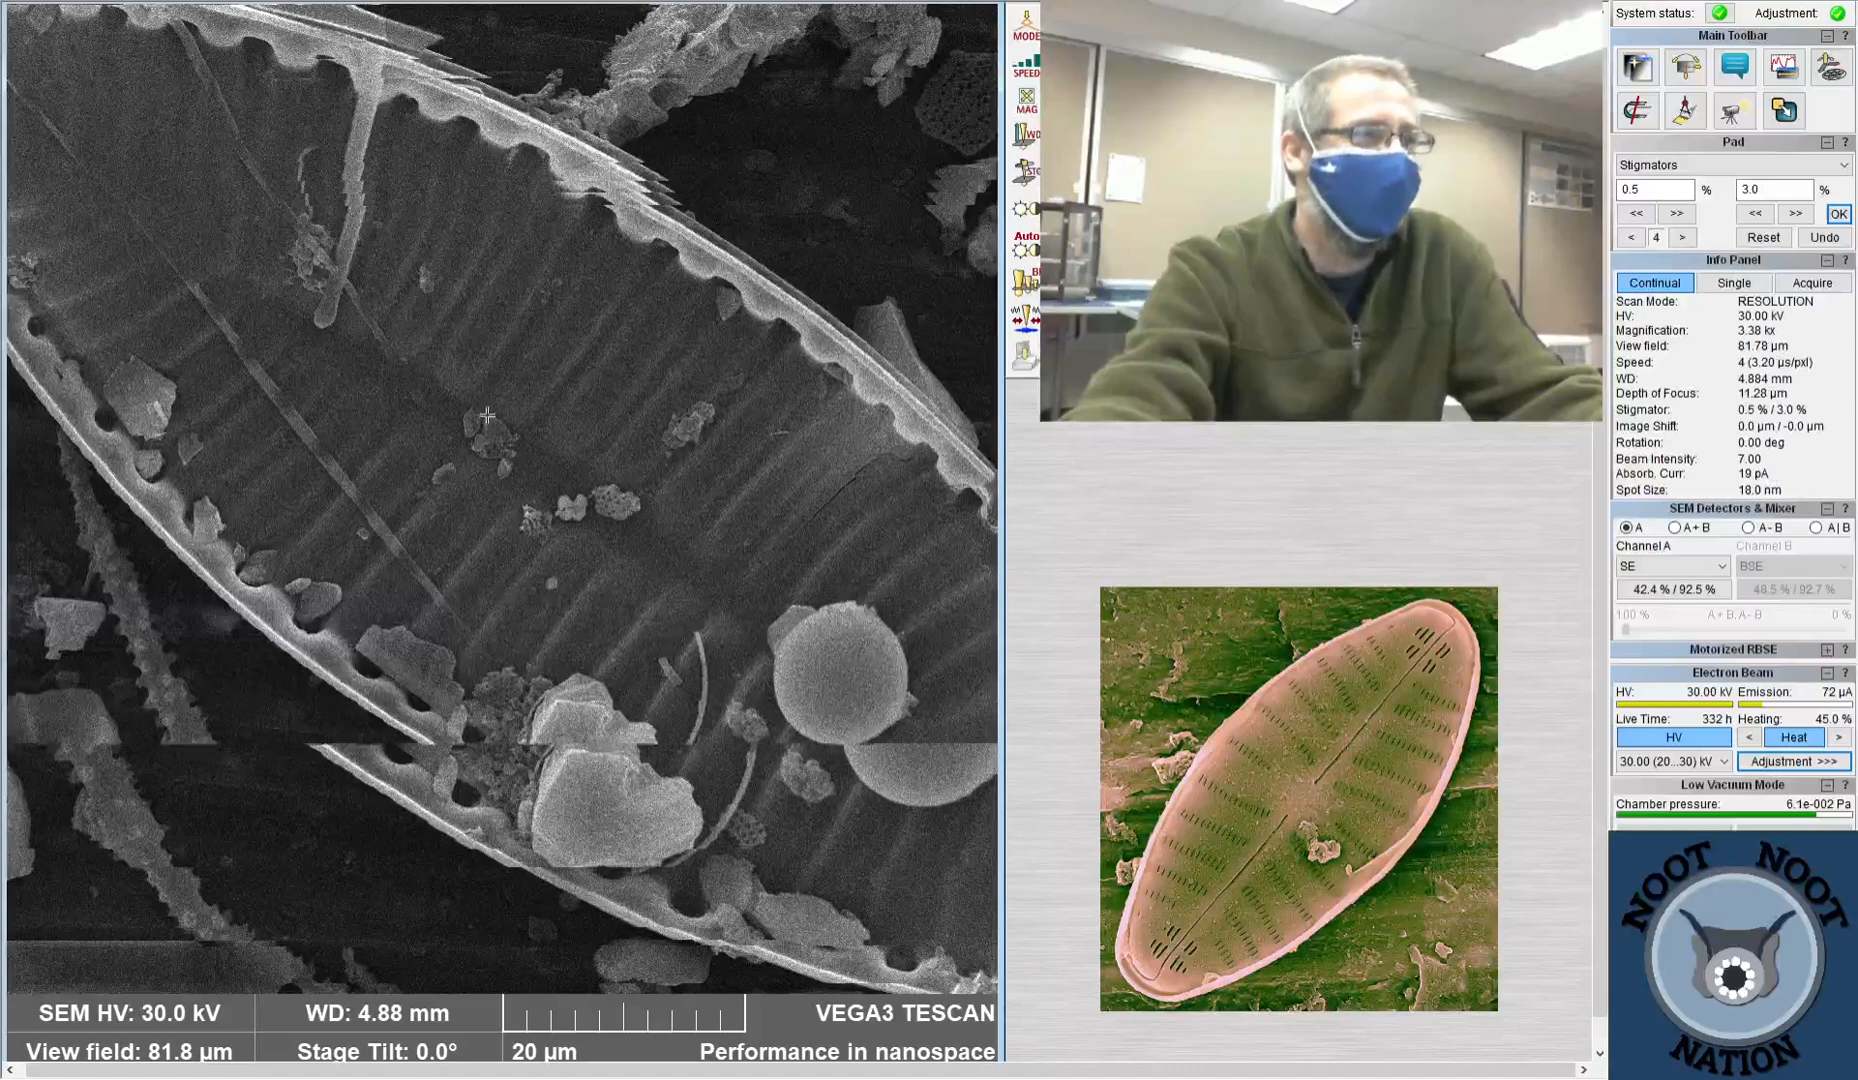 SEM HV: 30.0 kV
WD: 4.88 mm
VEGA3 TESCAN
View field: 81.8 µm
Stage Tilt: 0.0°
20 µm
Performance in nanospace
MODE
SPEED
MAG
WD
Auto
System status:
Adjustment:
Main Toolbar
Pad
Stigmators
0.5 %
3.0 %
<< >> << >> OK
< 4 > Reset Undo
Info Panel
Continual Single Acquire
Scan Mode: RESOLUTION
HV: 30.00 kV
Magnification: 3.38 kx
View field: 81.78 µm
Speed: 4 (3.20 µs/pxl)
WD: 4.884 mm
Depth of Focus: 11.28 µm
Stigmator: 0.5 % / 3.0 %
Image Shift: 0.0 µm / -0.0 µm
Rotation: 0.00 deg
Beam Intensity: 7.00
Absorb. Curr: 19 pA
Spot Size: 18.0 nm
SEM Detectors & Mixer
A A + B A - B A | B
Channel A Channel B
SE BSE
42.4 % / 92.5 % 48.5 % / 92.7 %
100 % A + B, A - B 0 %
Motorized RBSE
Electron Beam
HV: 30.00 kV Emission: 72 µA
Live Time: 332 h Heating: 45.0 %
HV < Heat >
30.00 (20...30) kV Adjustment >>>
Low Vacuum Mode
Chamber pressure: 6.1e-002 Pa
NOOT NOOT
NATION